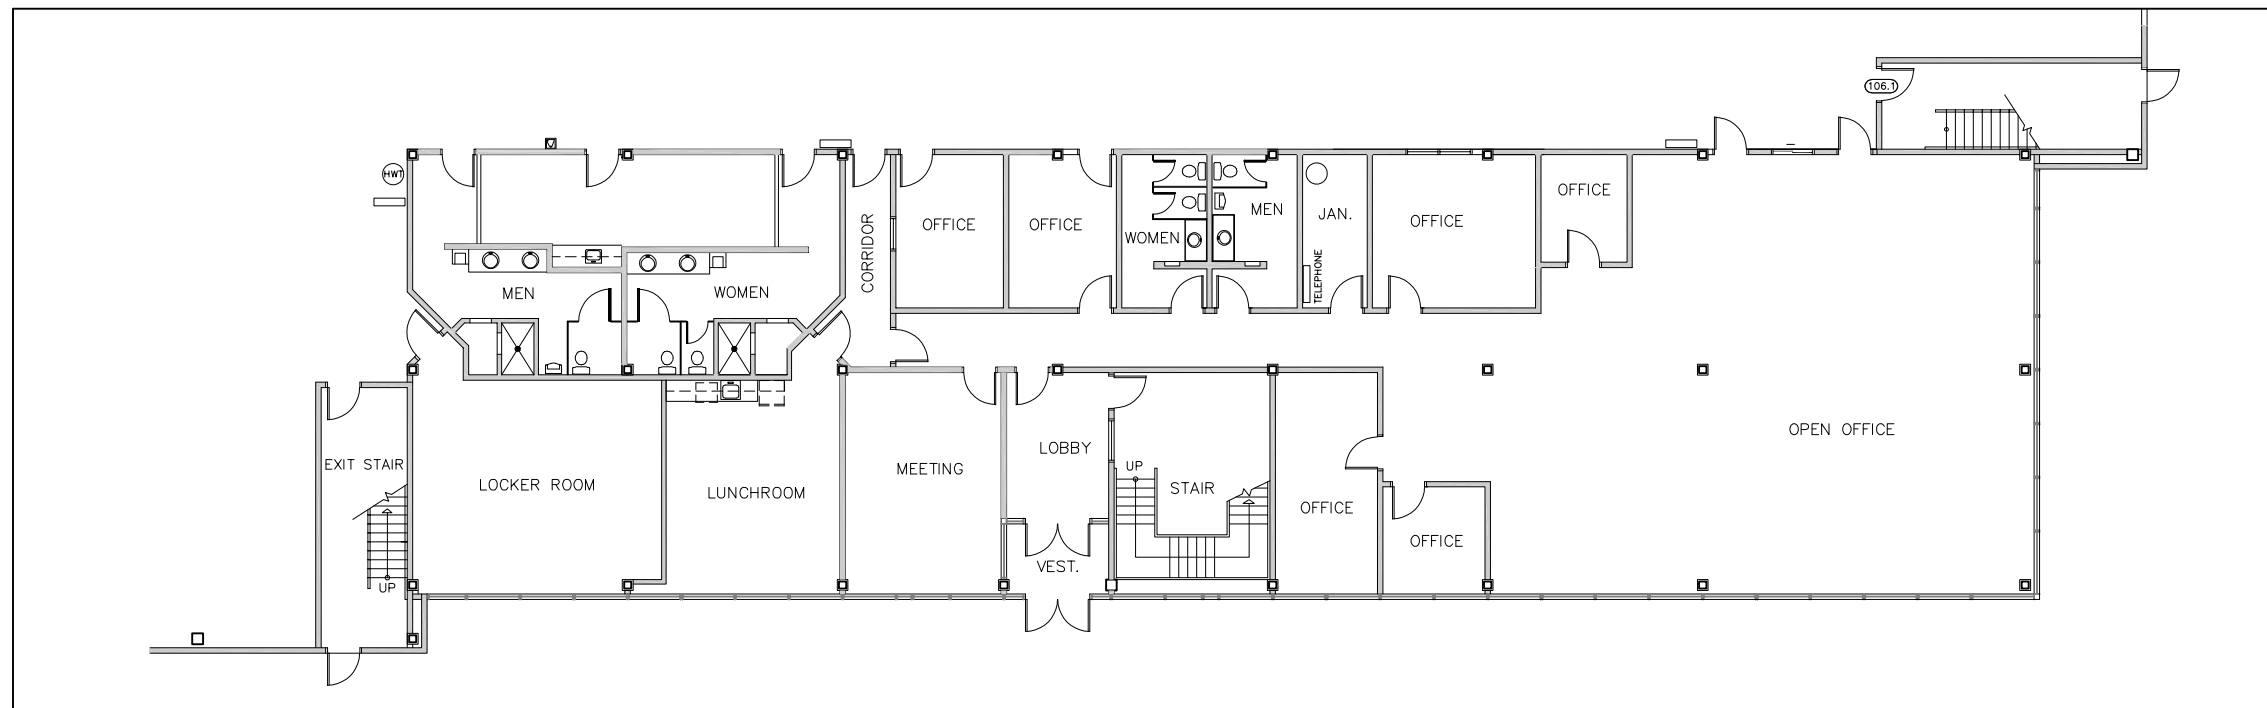 106.1
HWT
OFFICE
OFFICE
OFFICE
MEN
JAN.
OFFICE
CORRIDOR
WOMEN
TELEPHONE
MEN
WOMEN
OPEN OFFICE
LOBBY
EXIT STAIR
MEETING
UP
LOCKER ROOM
LUNCHROOM
STAIR
OFFICE
OFFICE
VEST.
UP